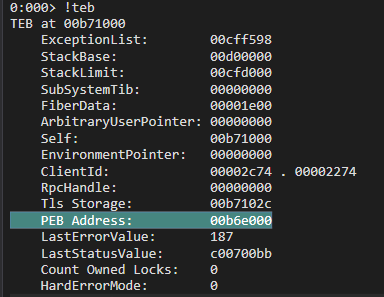 0:000> !teb
TEB at 00b71000
ExceptionList: 00cff598
StackBase: 00d00000
StackLimit: 00cfd000
SubSystemTib: 00000000
FiberData: 00001e00
ArbitraryUserPointer: 00000000
Self: 00b71000
EnvironmentPointer: 00000000
ClientId: 00002c74 . 00002274
RpcHandle: 00000000
Tls Storage: 00b7102c
PEB Address: 00b6e000
LastErrorValue: 187
LastStatusValue: c00700bb
Count Owned Locks: 0
HardErrorMode: 0